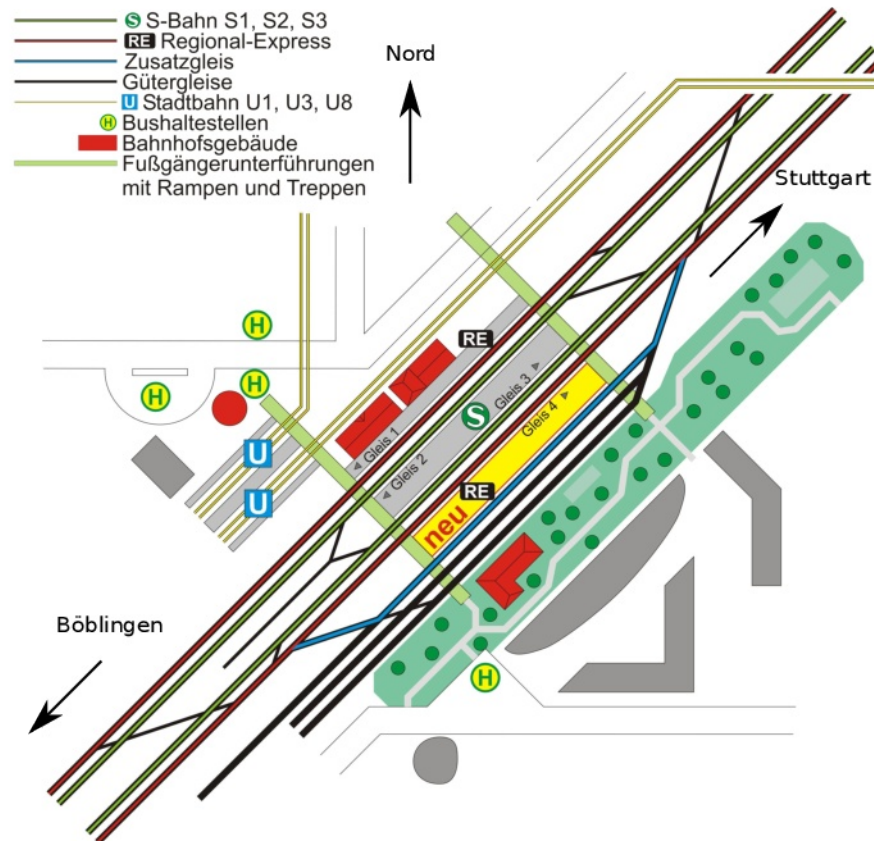 S S-Bahn S1, S2, S3
RE Regional-Express
Zusatzgleis
Gütergleise
U Stadtbahn U1, U3, U8
H Bushaltestellen
Bahnhofsgebäude
Fußgängerunterführungen
mit Rampen und Treppen
Nord
Stuttgart
H
RE
H
H
Gleis 3
S
Gleis 4
Gleis 1
U
Gleis 2
RE
U
neu
Böblingen
H